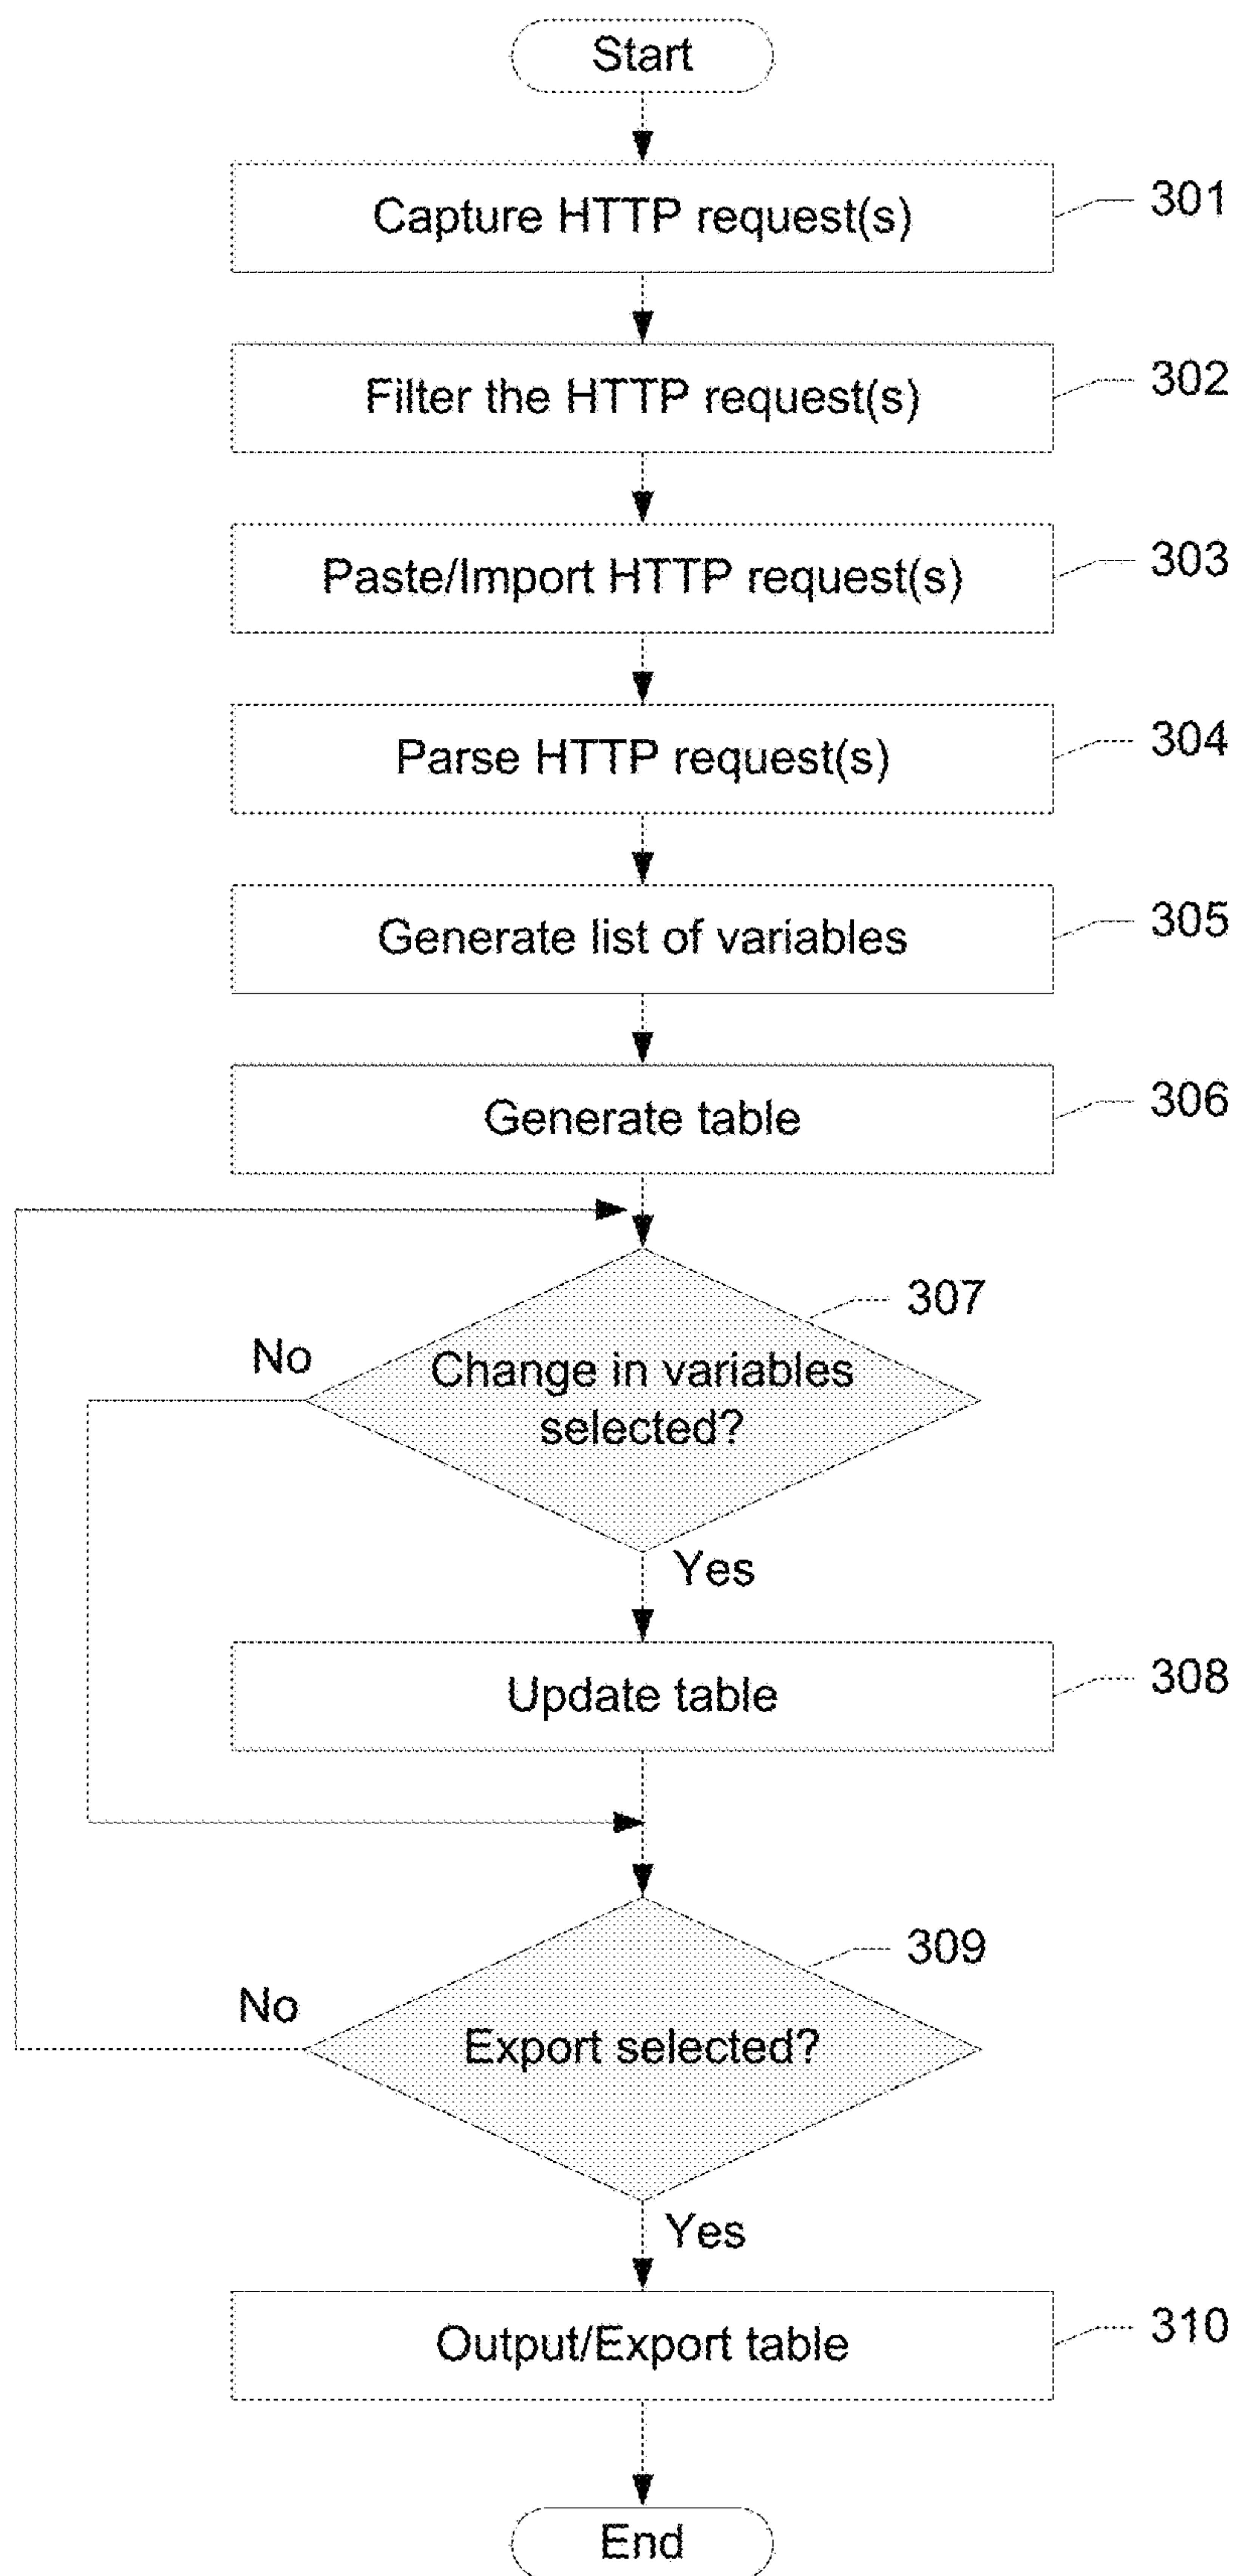 Start
Capture HTTP request(s)
301
Filter the HTTP request(s)
302
Paste/Import HTTP request(s)
303
Parse HTTP request(s)
304
Generate list of variables
305
Generate table
306
307
No
Change in variables
selected?
Yes
Update table
308
309
No
Export selected?
Yes
Output/Export table
310
End